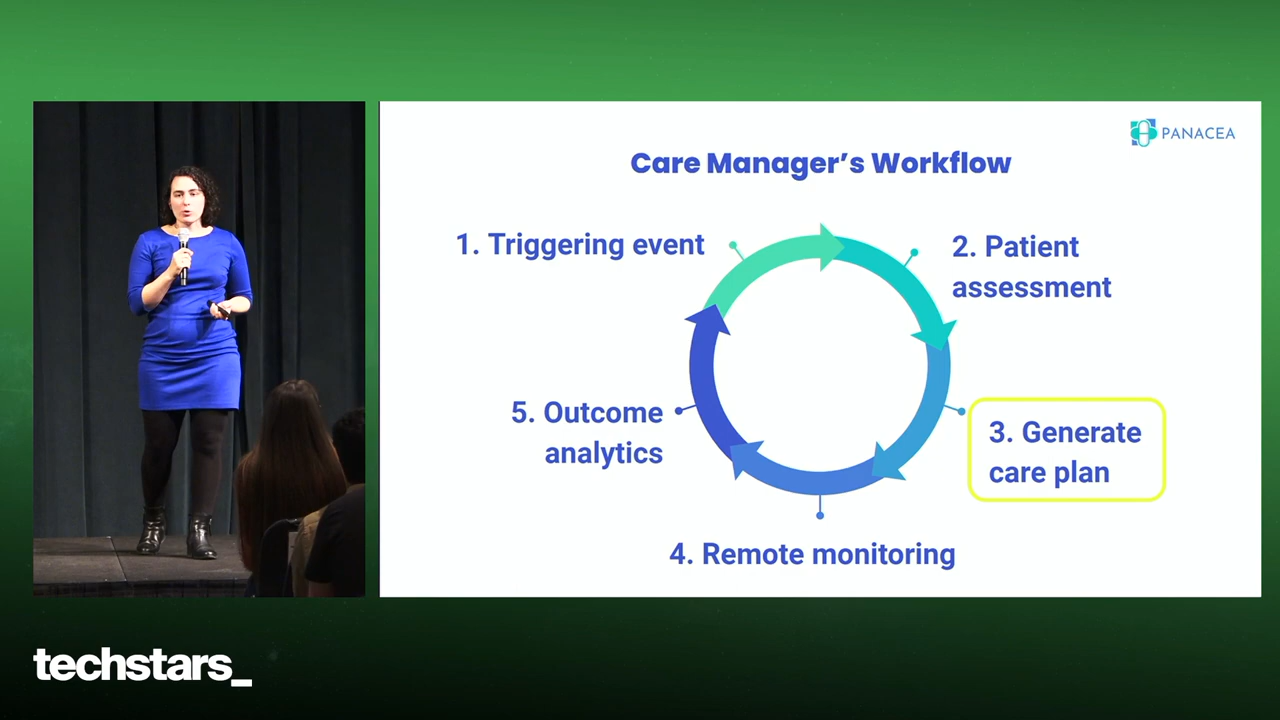 PANACEA
Care Manager's Workflow
1. Triggering event
2. Patient
assessment
3. Generate
care plan
4. Remote monitoring
5. Outcome
analytics
techstars_